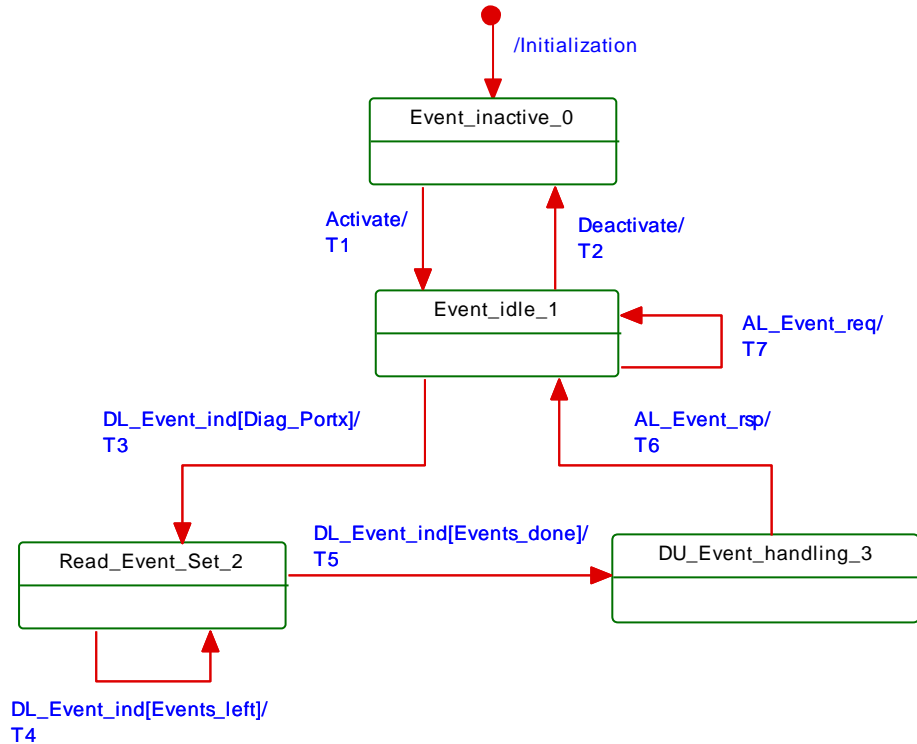 /Initialization
Event_inactive_0
Activate/
T1
Deactivate/
T2
Event_idle_1
AL_Event_req/
T7
DL_Event_ind[Diag_Portx]/
T3
AL_Event_rsp/
T6
DL_Event_ind[Events_done]/
T5
Read_Event_Set_2
DU_Event_handling_3
DL_Event_ind[Events_left]/
T4